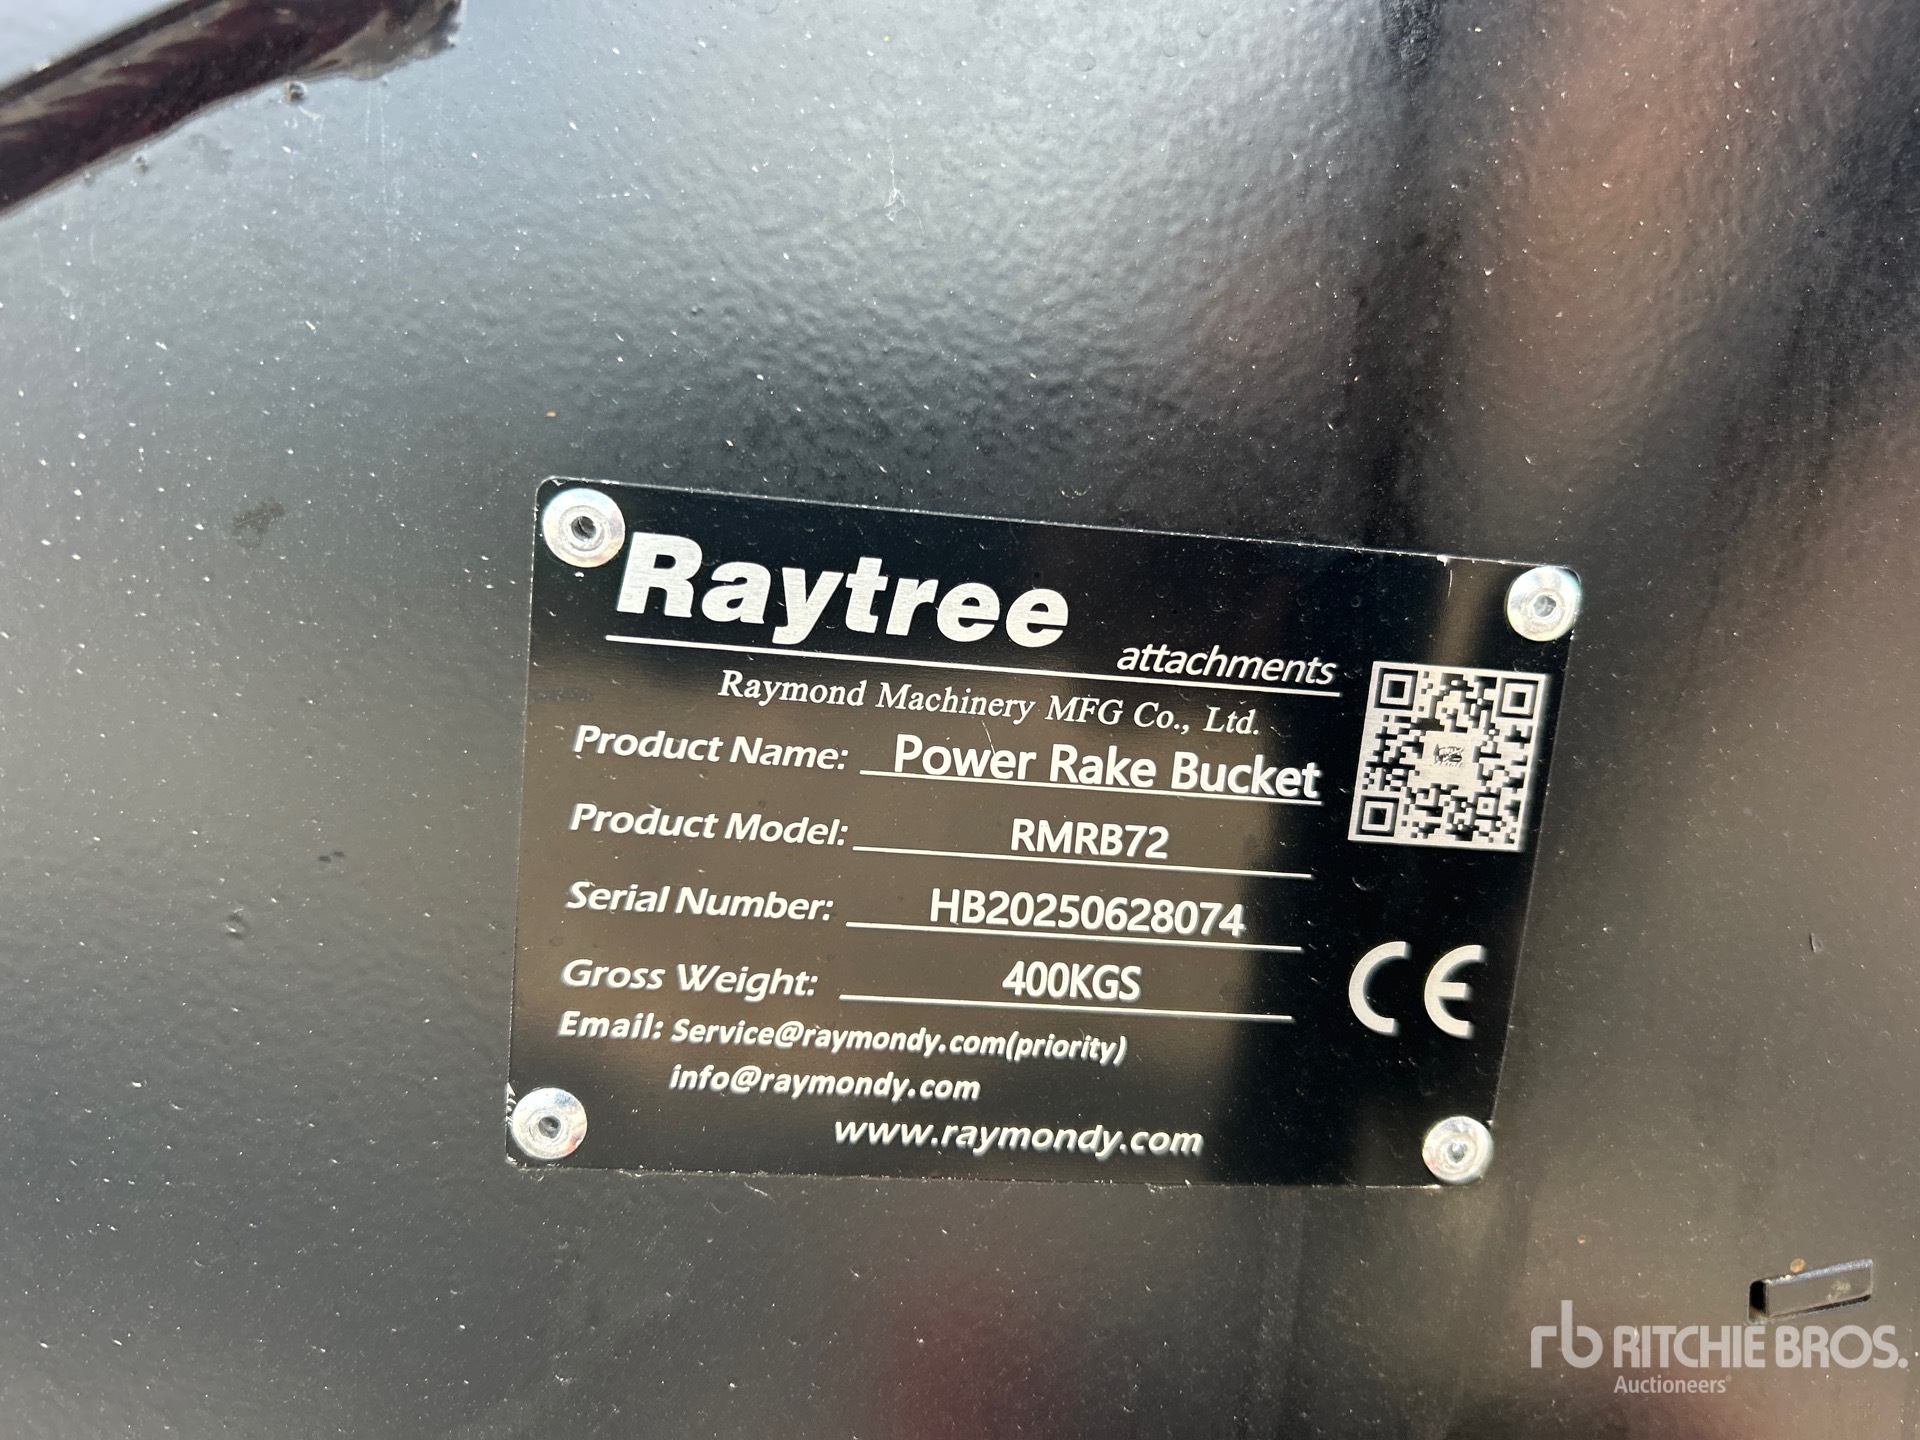 Raytree
attachments
Raymond Machinery MFG Co., Ltd.
Product Name: Power Rake Bucket
Product Model: RMRB72
Serial Number: HB20250628074
Gross Weight: 400KGS
CE
Email: Service@raymondy.com(priority)
info@raymondy.com
www.raymondy.com
rb RITCHIE BROS.
Auctioneers